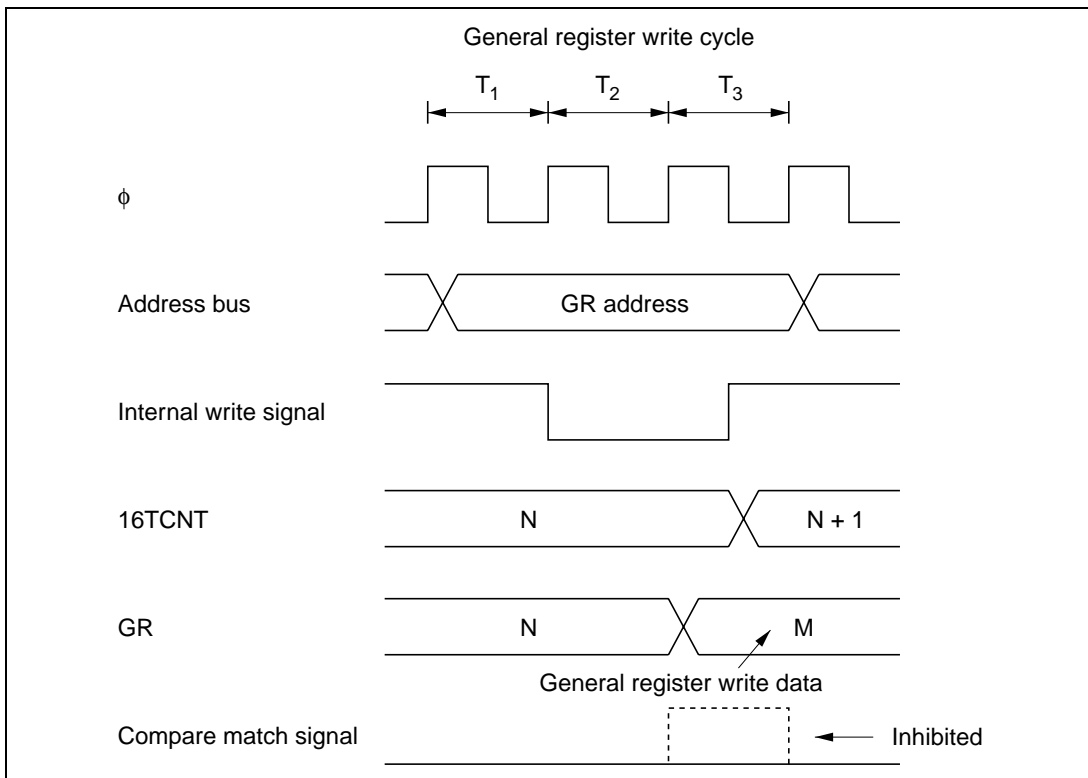 General register write cycle
T1 T2 T3
φ
Address bus
GR address
Internal write signal
16TCNT
N
N + 1
GR
N
M
General register write data
Compare match signal
Inhibited